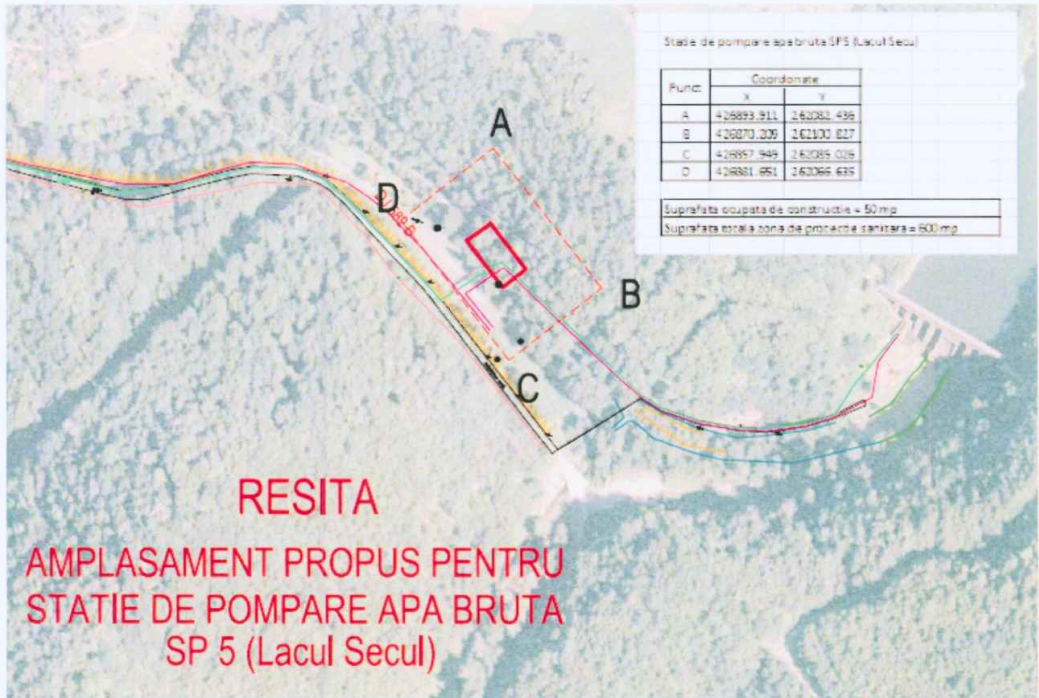 Statie de pompare apa bruta SP5 (Lacul Secu)
Punct Coordonate
X Y
A 426893.911 262082.436
B 426870.209 262100.827
C 426857.949 262085.026
D 426881.651 262066.635
Suprafata ocupata de constructie = 50 mp
Suprafata totala zona de protectie sanitara = 600 mp
A
D
B
C
RESITA
AMPLASAMENT PROPUS PENTRU
STATIE DE POMPARE APA BRUTA
SP 5 (Lacul Secul)